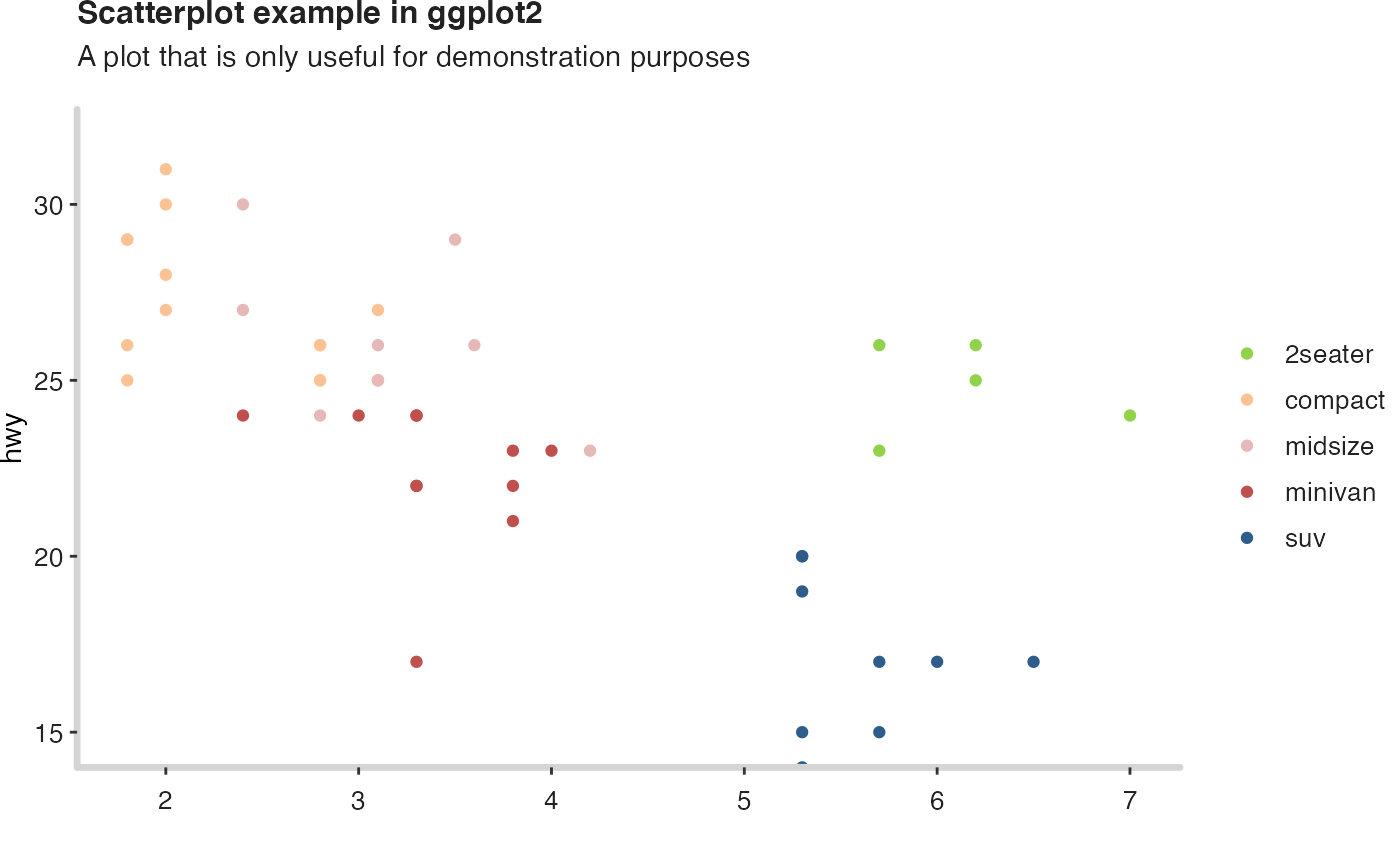 Scatterplot example in ggplot2
A plot that is only useful for demonstration purposes
hwy
30
25
20
15
2 3 4 5 6 7
2seater
compact
midsize
minivan
suv